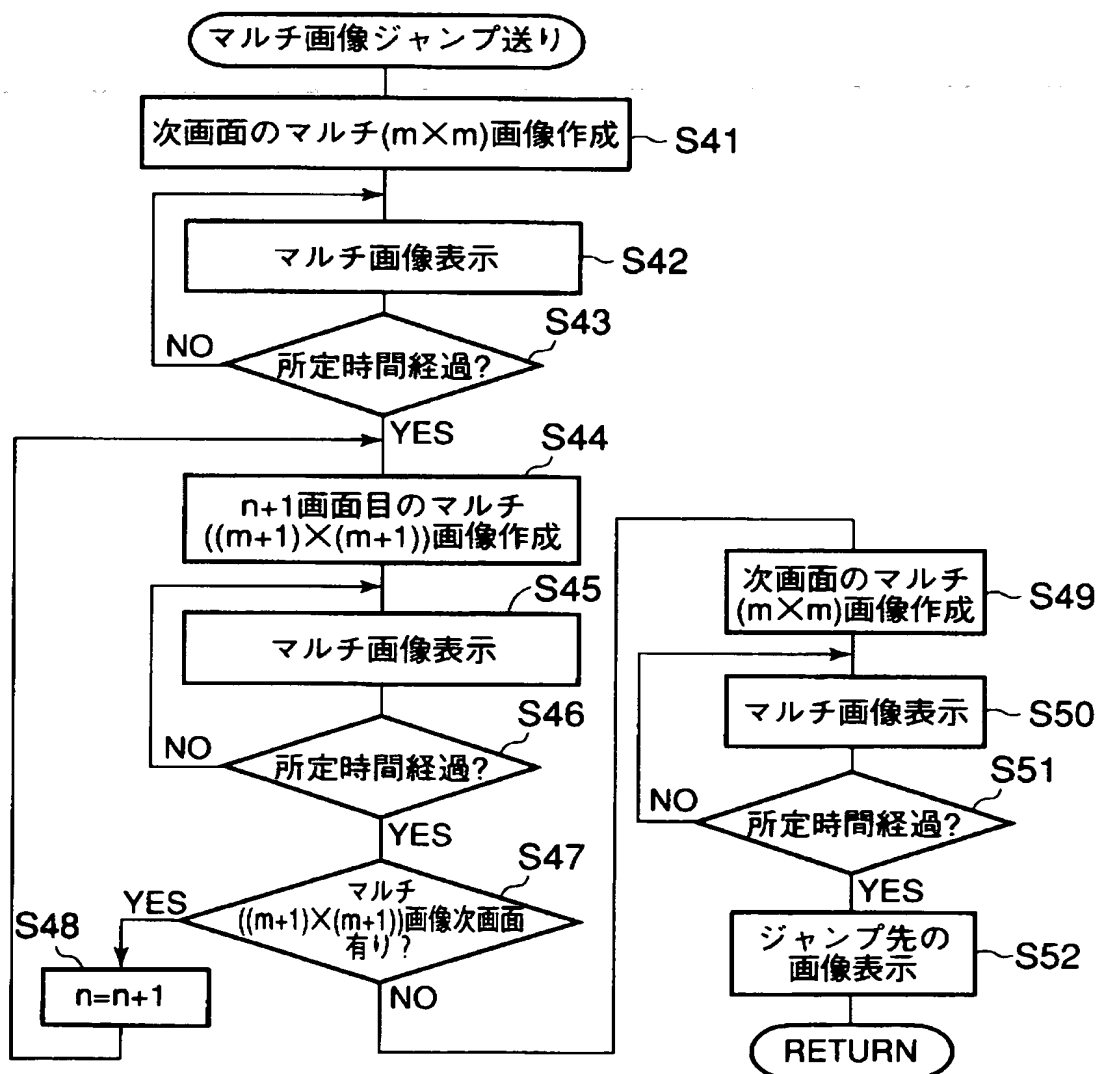 マルチ画像ジャンプ送り
次画面のマルチ(m×m)画像作成
S41
マルチ画像表示
S42
S43
所定時間経過?
NO
YES
S44
n+1画面目のマルチ
((m+1)×(m+1))画像作成
S45
マルチ画像表示
S46
所定時間経過?
NO
YES
S47
マルチ
((m+1)×(m+1))画像次画面
有り?
YES
S48
n=n+1
NO
次画面のマルチ
(m×m)画像作成
S49
マルチ画像表示
S50
S51
所定時間経過?
NO
YES
ジャンプ先の
画像表示
S52
RETURN